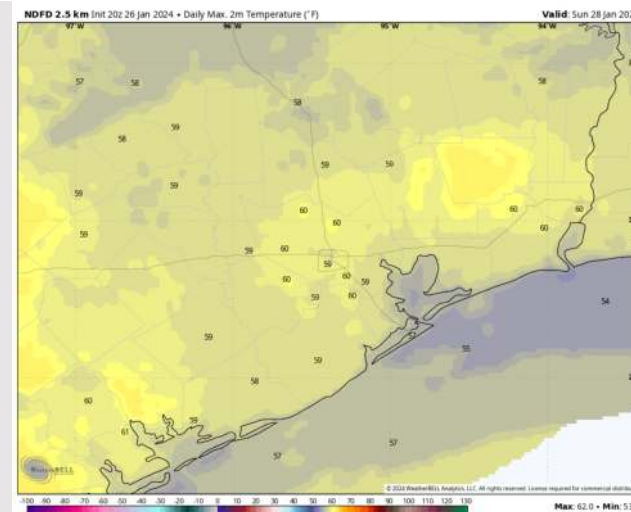 NDFD 2.5 km Init 20z 26 Jan 2024 • Daily Max. 2m Temperature (°F) Valid: Sun 28 Jan 202
97°W 96°W 95°W 94°W
57 58 58
58
59 58
59 59
59 59
60 60 60
60 60
59
59 60 59
60 60 59
59 60
54
59 55
59
58
60
59
61
57
57
WeatherBELL
© 2024 WeatherBELL Analytics, LLC. All rights reserved. License required for commercial distribu
-100 -90 -80 -70 -60 -50 -40 -30 -20 -10 0 10 20 30 40 50 60 70 80 90 100 110 120 130
Max: 62.0 • Min: 53